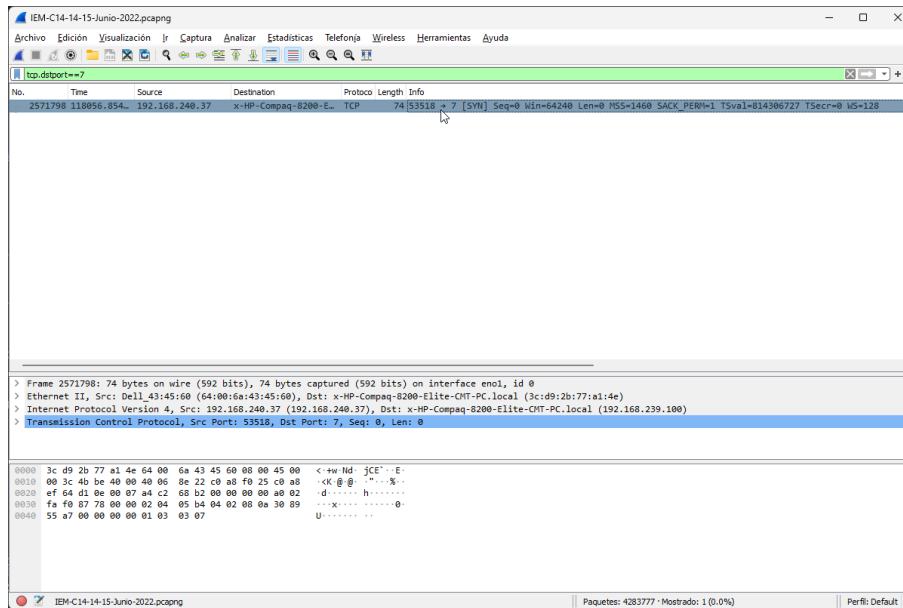 IEM-C14-14-15-Junio-2022.pcapng
Archivo Edición Visualización Ir Captura Analizar Estadísticas Telefonía Wireless Herramientas Ayuda
tcp.dstport==7
No. Time Source Destination Protocol Length Info
2571798 118056.854… 192.168.240.37 x-HP-Compaq-8200-E… TCP 74 53518 → 7 [SYN] Seq=0 Win=64240 Len=0 MSS=1460 SACK_PERM=1 TSval=814306727 TSecr=0 WS=128
> Frame 2571798: 74 bytes on wire (592 bits), 74 bytes captured (592 bits) on interface eno1, id 0
> Ethernet II, Src: Dell_43:45:60 (64:00:6a:43:45:60), Dst: x-HP-Compaq-8200-Elite-CMT-PC.local (3c:d9:2b:77:a1:4e)
> Internet Protocol Version 4, Src: 192.168.240.37 (192.168.240.37), Dst: x-HP-Compaq-8200-Elite-CMT-PC.local (192.168.239.100)
> Transmission Control Protocol, Src Port: 53518, Dst Port: 7, Seq: 0, Len: 0
0000 3c d9 2b 77 a1 4e 64 00 6a 43 45 60 08 00 45 00 <·+w·Nd· jCE`··E·
0010 00 3c 4b be 40 00 40 06 8e 22 c0 a8 f0 25 c0 a8 ·<K·@·@· ·"···%··
0020 ef 64 d1 0e 00 07 a4 c2 68 b2 00 00 00 00 a0 02 ·d······ h·······
0030 fa f0 87 78 00 00 02 04 05 b4 04 02 08 0a 30 89 ···x···· ······0·
0040 55 a7 00 00 00 00 01 03 03 07 U······· ··
IEM-C14-14-15-Junio-2022.pcapng Paquetes: 4283777 · Mostrado: 1 (0.0%) Perfil: Default